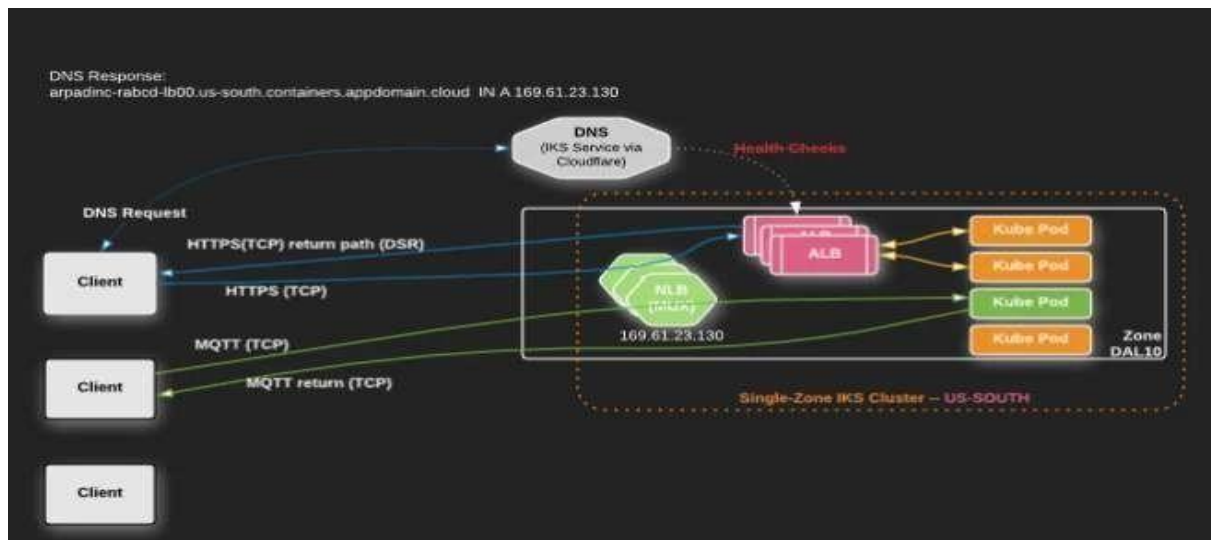 DNS Response:
arpadinc-rabcd-lb00.us-south.containers.appdomain.cloud IN A 169.61.23.130
DNS
(IKS Service via
Cloudflare)
Health Checks
DNS Request
HTTPS(TCP) return path (DSR)
Client
HTTPS (TCP)
ALB
ALB
Kube Pod
Kube Pod
NLB
(MUX)
Kube Pod
169.61.23.130
Kube Pod
Zone
DAL10
MQTT (TCP)
Client
MQTT return (TCP)
Single-Zone IKS Cluster -- US-SOUTH
Client